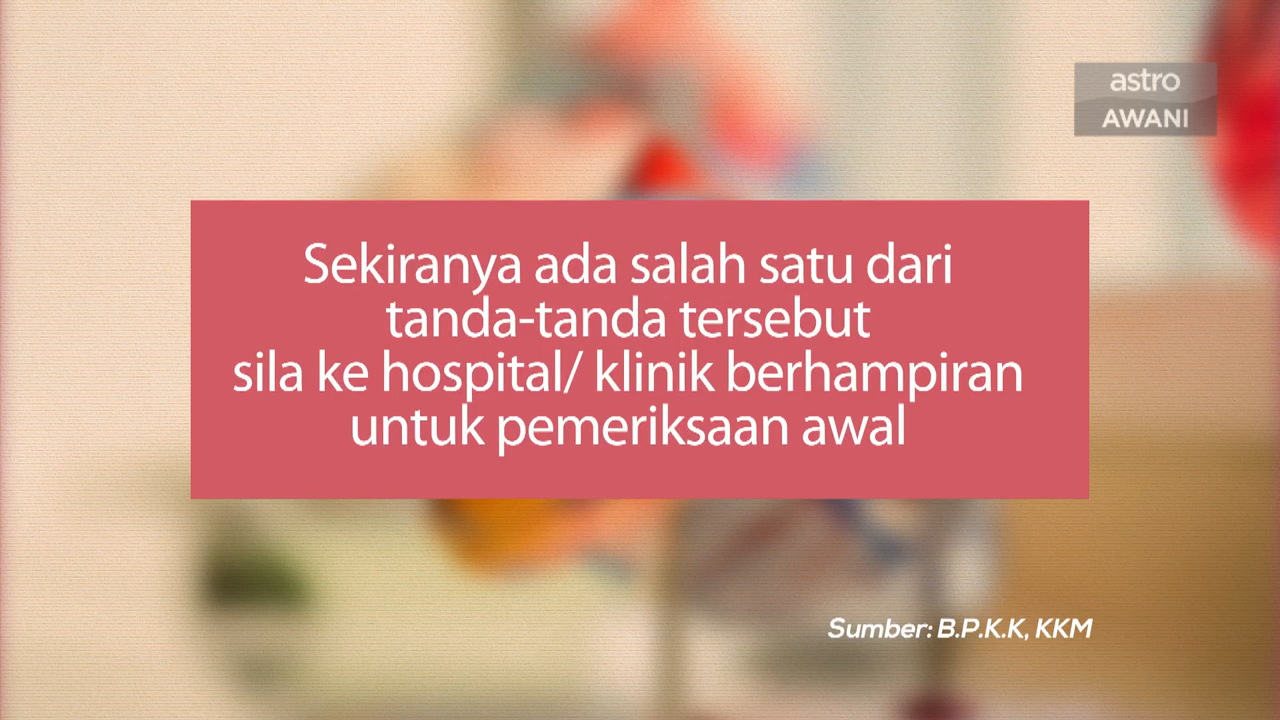 astro
AWANI
Sekiranya ada salah satu dari
tanda-tanda tersebut
sila ke hospital/ klinik berhampiran
untuk pemeriksaan awal
Sumber: B.P.K.K, KKM